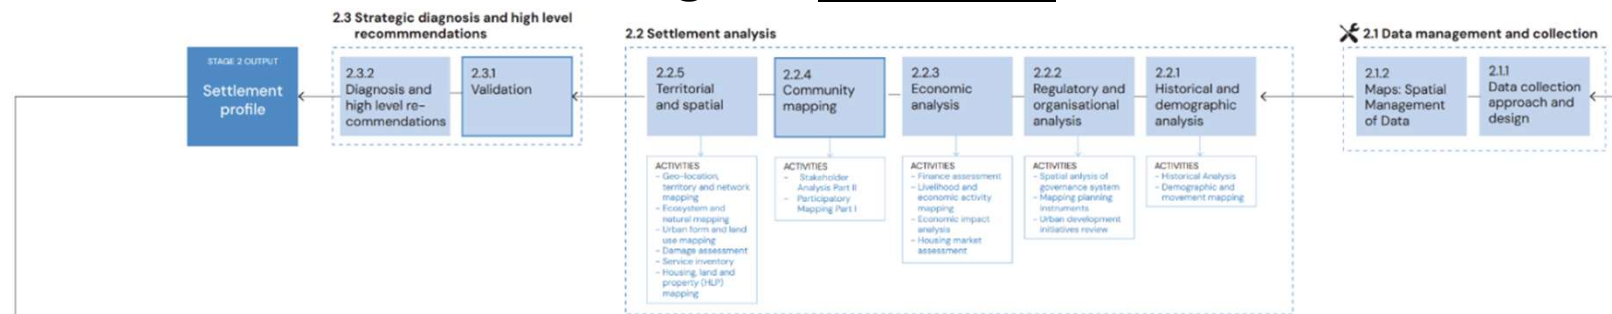 2.3 Strategic diagnosis and high level
recommmendations
STAGE 2 OUTPUT
Settlement
profile
2.3.2
Diagnosis and
high level re-
commendations
2.3.1
Validation
2.2 Settlement analysis
2.2.5
Territorial
and spatial
ACTIVITIES
- Geo-location,
territory and network
mapping
- Ecosystem and
natural mapping
- Urban form and land
use mapping
- Damage assessment
- Service inventory
- Housing, land and
property (HLP)
mapping
2.2.4
Community
mapping
ACTIVITIES
- Stakeholder
Analysis Part II
- Participatory
Mapping Part I
2.2.3
Economic
analysis
ACTIVITIES
- Finance assessment
- Livelihood and
economic activity
mapping
- Economic impact
analysis
- Housing market
assessment
2.2.2
Regulatory and
organisational
analysis
ACTIVITIES
- Spatial anlysis of
governance system
- Mapping planning
instruments
- Urban development
initiatives review
2.2.1
Historical and
demographic
analysis
ACTIVITIES
- Historical Analysis
- Demographic and
movement mapping
2.1 Data management and collection
2.1.2
Maps: Spatial
Management
of Data
2.1.1
Data collection
approach and
design